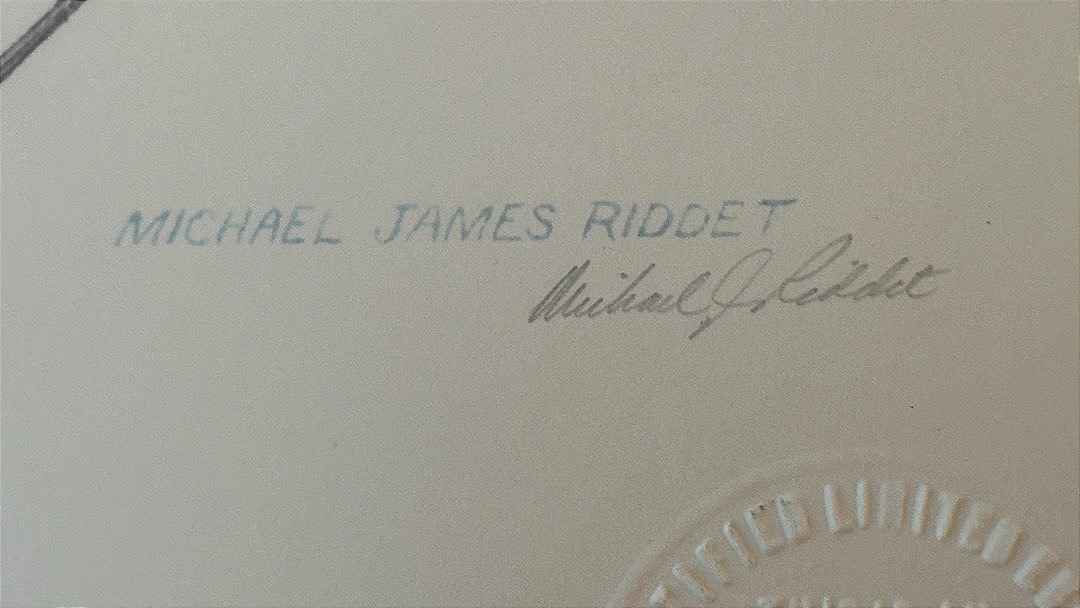 MICHAEL JAMES RIDDET
Michael J. Riddet
LIMITED